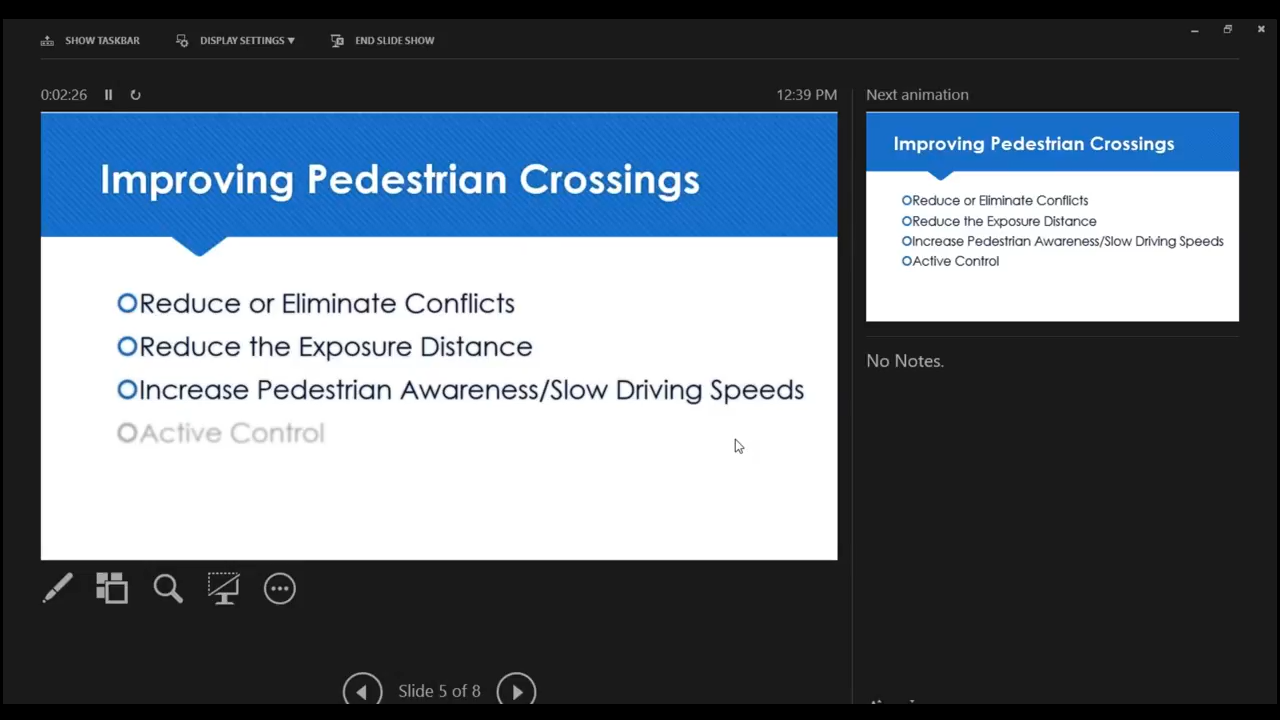 SHOW TASKBAR
DISPLAY SETTINGS
END SLIDE SHOW
0:02:26
12:39 PM
Improving Pedestrian Crossings
Reduce or Eliminate Conflicts
Reduce the Exposure Distance
Increase Pedestrian Awareness/Slow Driving Speeds
Active Control
Slide 5 of 8
Next animation
Improving Pedestrian Crossings
Reduce or Eliminate Conflicts
Reduce the Exposure Distance
Increase Pedestrian Awareness/Slow Driving Speeds
Active Control
No Notes.